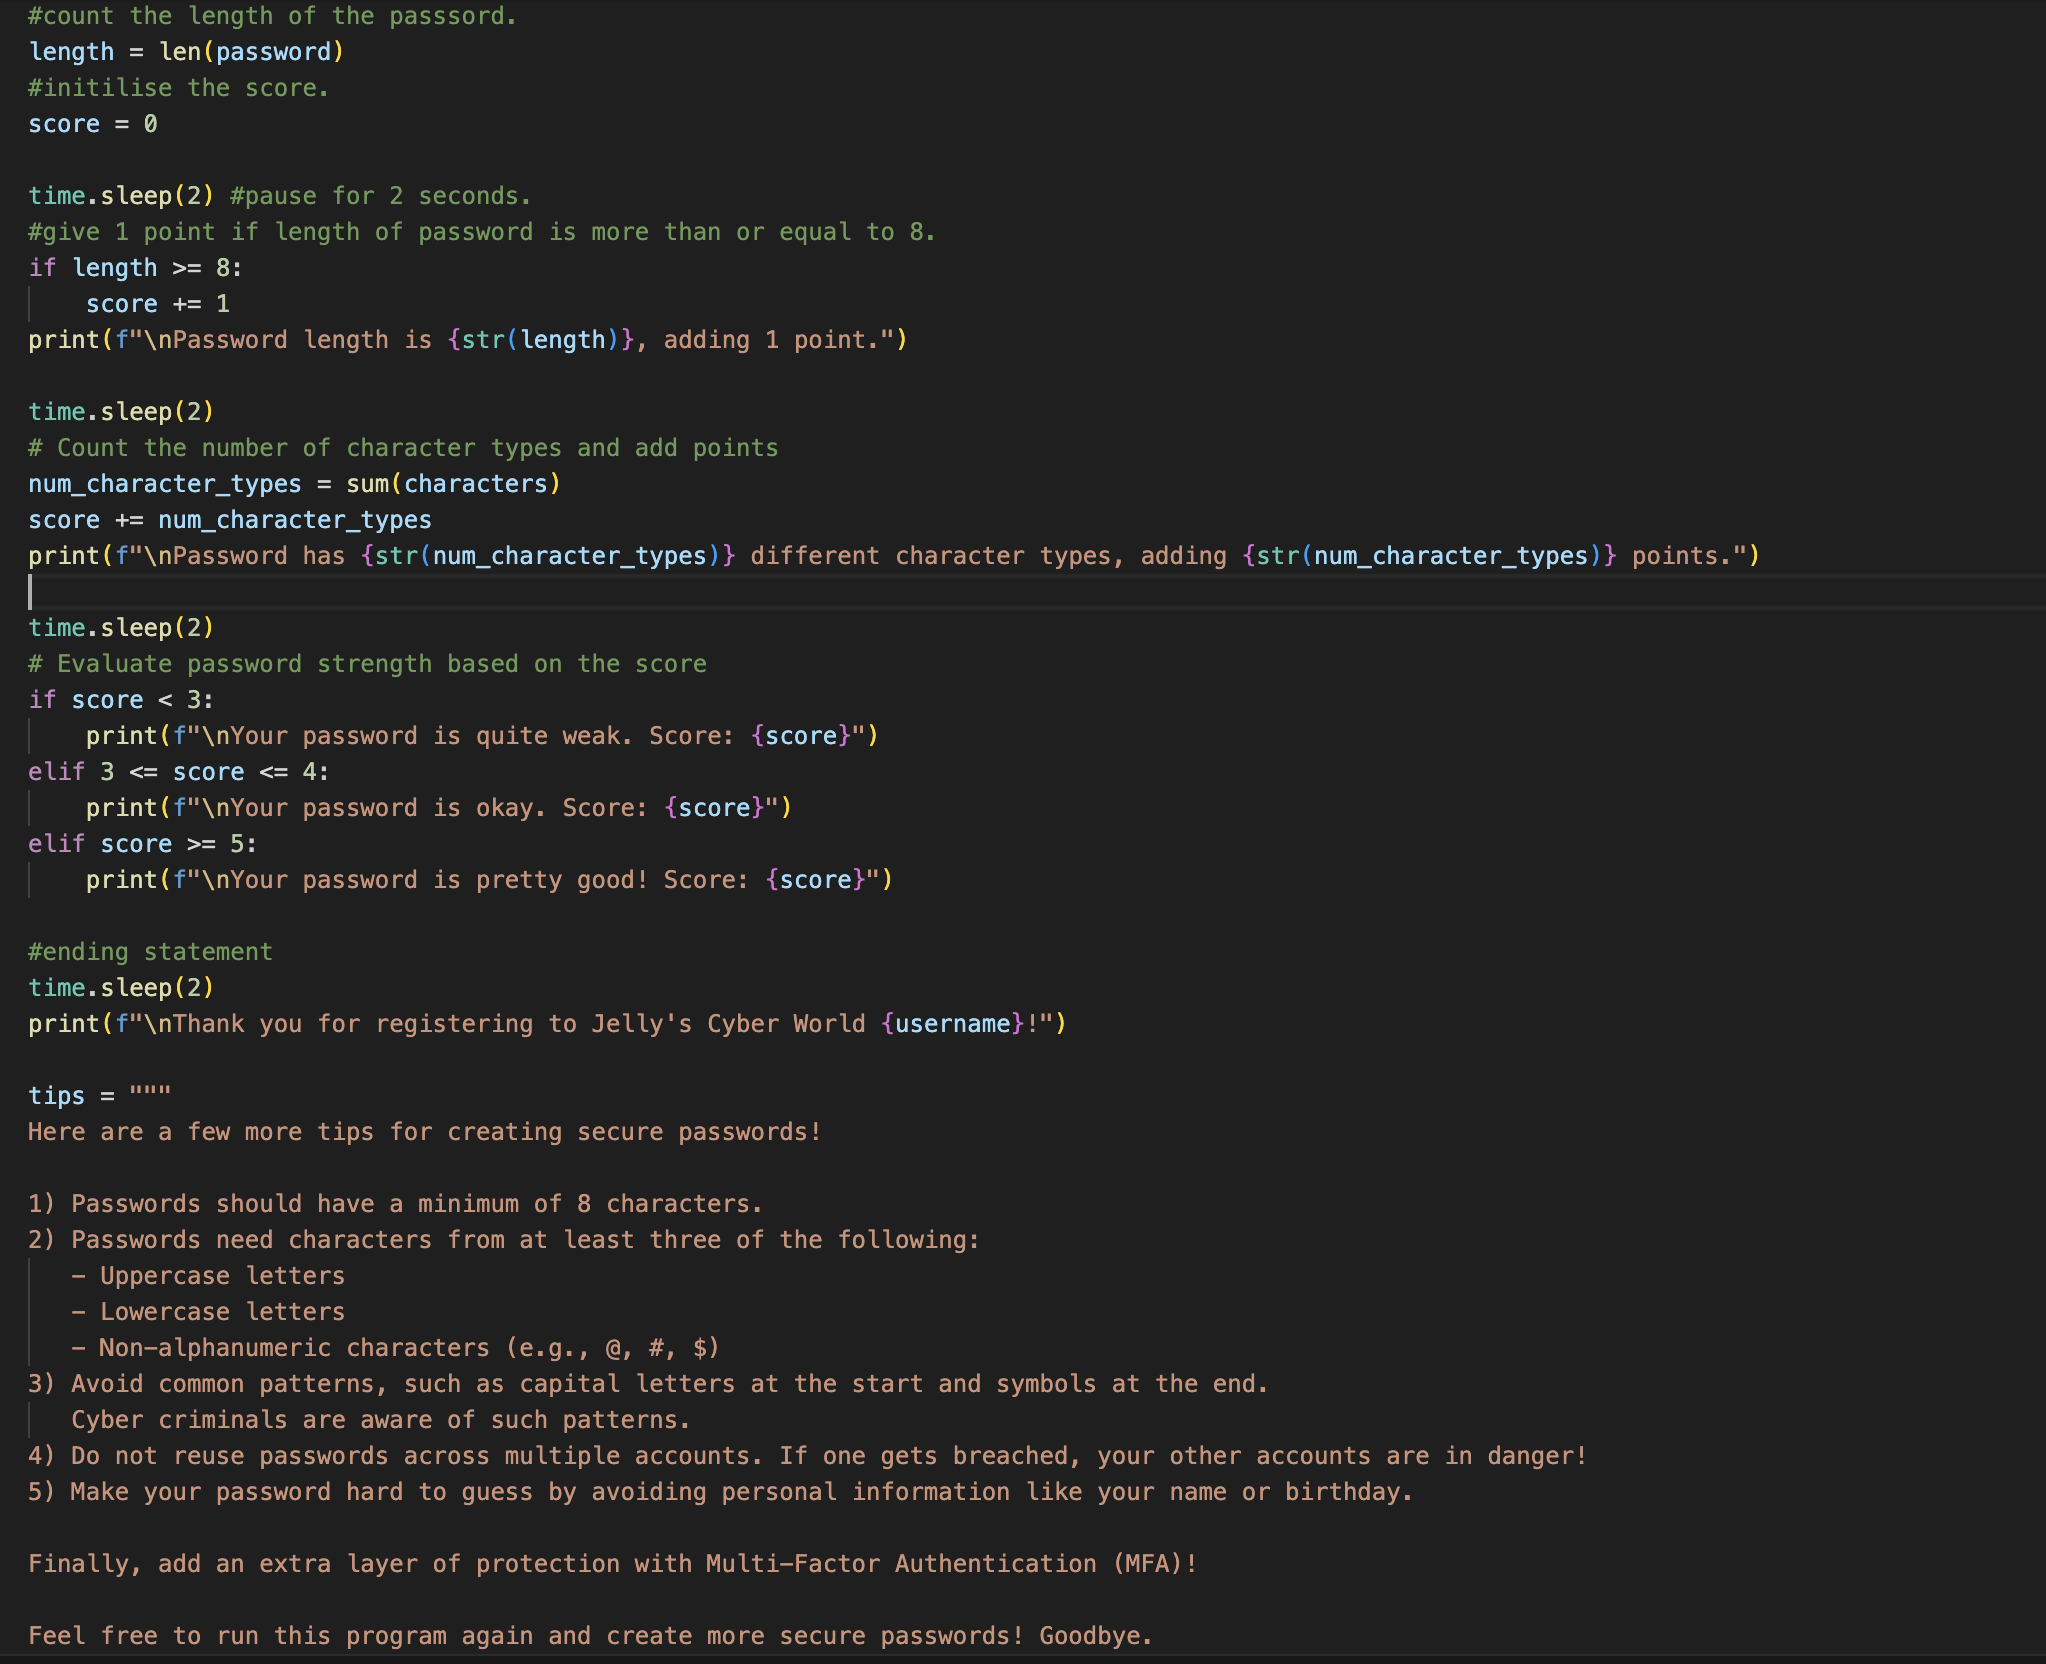 #count the length of the passsord.
length = len(password)
#initilise the score.
score = 0
time.sleep(2) #pause for 2 seconds.
#give 1 point if length of password is more than or equal to 8.
if length >= 8:
    score += 1
print(f"\nPassword length is {str(length)}, adding 1 point.")
time.sleep(2)
# Count the number of character types and add points
num_character_types = sum(characters)
score += num_character_types
print(f"\nPassword has {str(num_character_types)} different character types, adding {str(num_character_types)} points.")
time.sleep(2)
# Evaluate password strength based on the score
if score < 3:
    print(f"\nYour password is quite weak. Score: {score}")
elif 3 <= score <= 4:
    print(f"\nYour password is okay. Score: {score}")
elif score >= 5:
    print(f"\nYour password is pretty good! Score: {score}")
#ending statement
time.sleep(2)
print(f"\nThank you for registering to Jelly's Cyber World {username}!")
tips = """
Here are a few more tips for creating secure passwords!
1) Passwords should have a minimum of 8 characters.
2) Passwords need characters from at least three of the following:
   - Uppercase letters
   - Lowercase letters
   - Non-alphanumeric characters (e.g., @, #, $)
3) Avoid common patterns, such as capital letters at the start and symbols at the end.
   Cyber criminals are aware of such patterns.
4) Do not reuse passwords across multiple accounts. If one gets breached, your other accounts are in danger!
5) Make your password hard to guess by avoiding personal information like your name or birthday.
Finally, add an extra layer of protection with Multi-Factor Authentication (MFA)!
Feel free to run this program again and create more secure passwords! Goodbye.